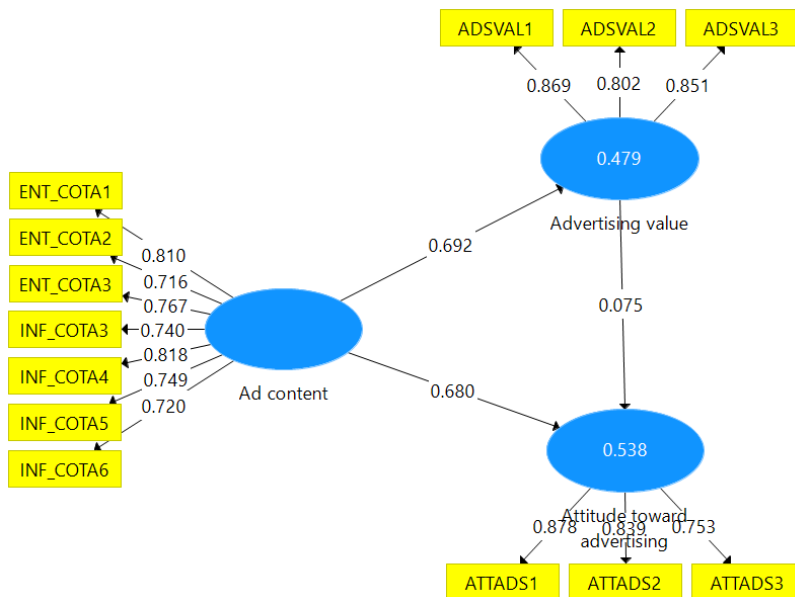 ADSVAL1 ADSVAL2 ADSVAL3
0.869 0.802 0.851
0.479
Advertising value
ENT_COTA1
ENT_COTA2
ENT_COTA3
INF_COTA3
INF_COTA4
INF_COTA5
INF_COTA6
0.810
0.716
0.767
0.740
0.818
0.749
0.720
Ad content
0.692
0.075
0.680
0.538
Attitude toward
advertising
0.878 0.839 0.753
ATTADS1 ATTADS2 ATTADS3